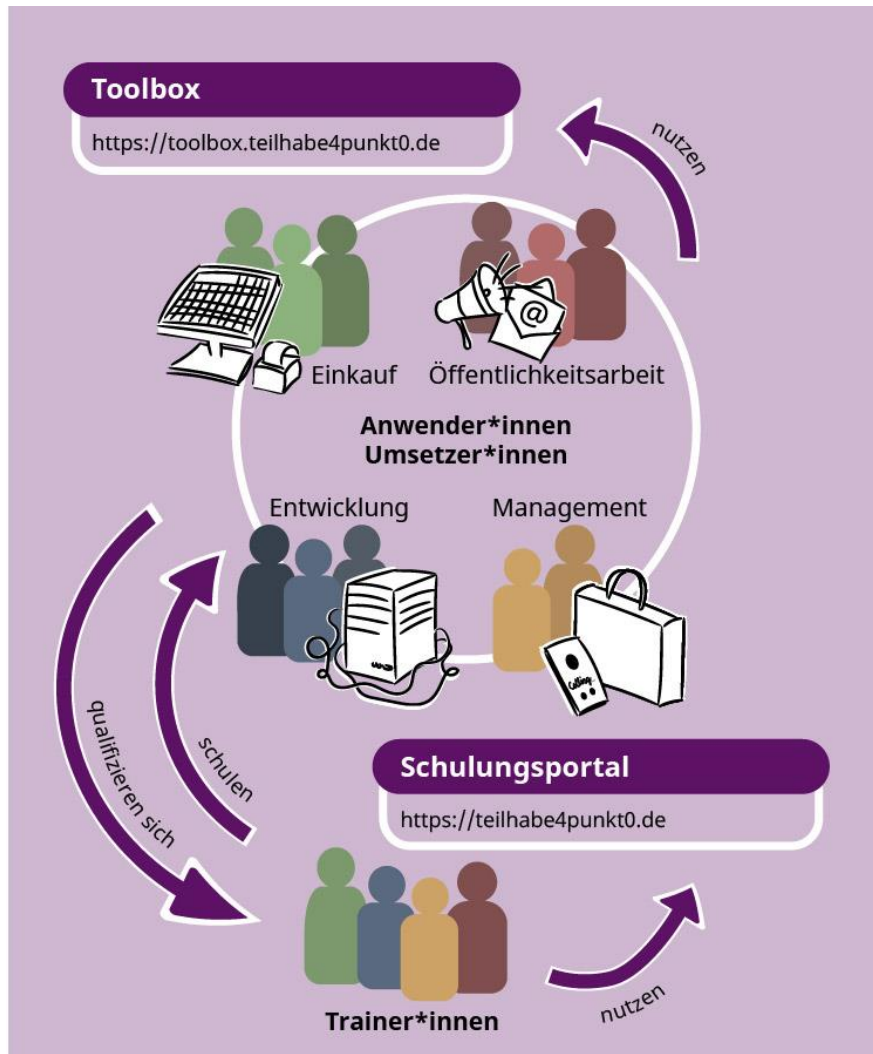 Toolbox
https://toolbox.teilhabe4punkt0.de
nutzen
@
Einkauf
Öffentlichkeitsarbeit
Anwender*innen
Umsetzer*innen
Entwicklung
Management
Calling..
qualifizieren sich
schulen
Schulungsportal
https://teilhabe4punkt0.de
nutzen
Trainer*innen